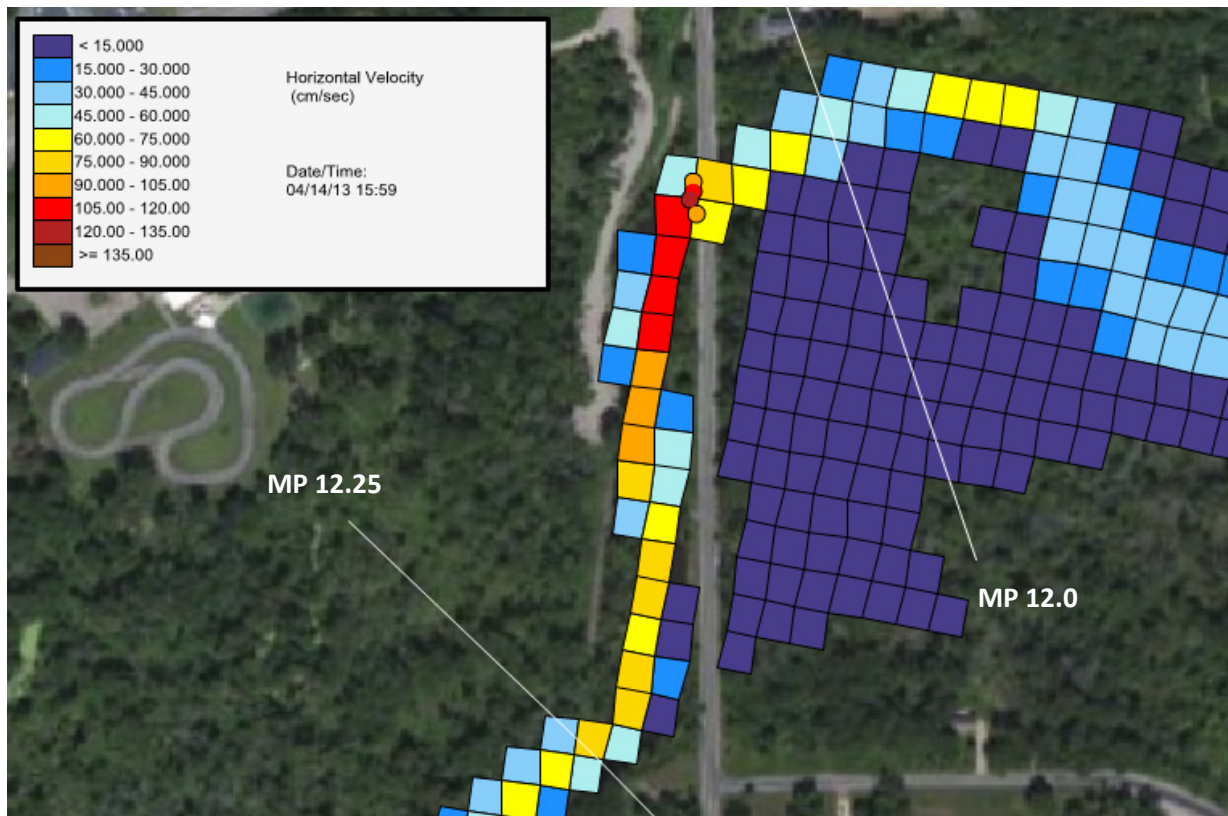 < 15.000
15.000 - 30.000
30.000 - 45.000
45.000 - 60.000
60.000 - 75.000
75.000 - 90.000
90.000 - 105.00
105.00 - 120.00
120.00 - 135.00
>= 135.00
Horizontal Velocity
(cm/sec)
Date/Time:
04/14/13 15:59
MP 12.25
MP 12.0